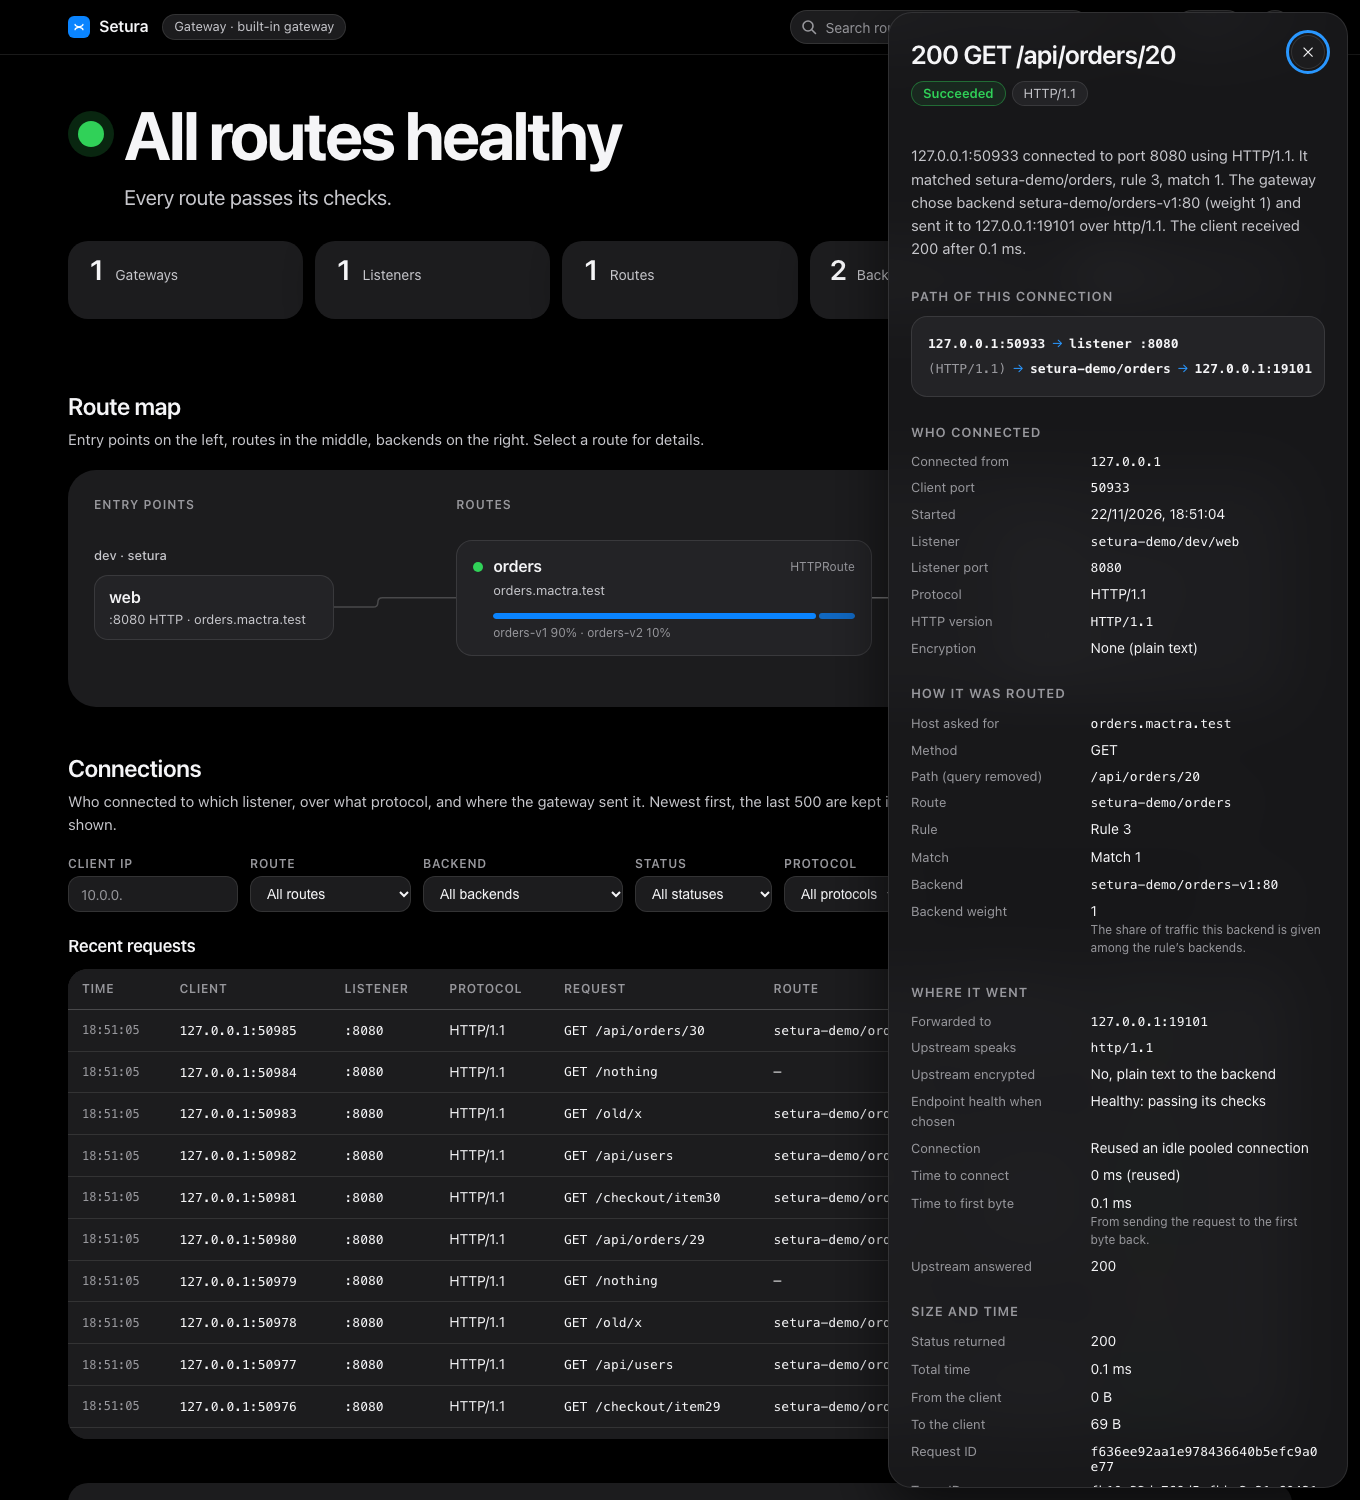 Setura
Gateway · built-in gateway
Search rou
All routes healthy
Every route passes its checks.
1 Gateways
1 Listeners
1 Routes
2 Back
Route map
Entry points on the left, routes in the middle, backends on the right. Select a route for details.
ENTRY POINTS
ROUTES
dev · setura
web
:8080 HTTP · orders.mactra.test
orders
HTTPRoute
orders.mactra.test
orders-v1 90% · orders-v2 10%
Connections
Who connected to which listener, over what protocol, and where the gateway sent it. Newest first, the last 500 are kept i
shown.
CLIENT IP
ROUTE
BACKEND
STATUS
PROTOCOL
10.0.0.
All routes
All backends
All statuses
All protocols
Recent requests
TIME CLIENT LISTENER PROTOCOL REQUEST ROUTE
18:51:05 127.0.0.1:50985 :8080 HTTP/1.1 GET /api/orders/30 setura-demo/ord
18:51:05 127.0.0.1:50984 :8080 HTTP/1.1 GET /nothing –
18:51:05 127.0.0.1:50983 :8080 HTTP/1.1 GET /old/x setura-demo/ord
18:51:05 127.0.0.1:50982 :8080 HTTP/1.1 GET /api/users setura-demo/ord
18:51:05 127.0.0.1:50981 :8080 HTTP/1.1 GET /checkout/item30 setura-demo/ord
18:51:05 127.0.0.1:50980 :8080 HTTP/1.1 GET /api/orders/29 setura-demo/ord
18:51:05 127.0.0.1:50979 :8080 HTTP/1.1 GET /nothing –
18:51:05 127.0.0.1:50978 :8080 HTTP/1.1 GET /old/x setura-demo/ord
18:51:05 127.0.0.1:50977 :8080 HTTP/1.1 GET /api/users setura-demo/ord
18:51:05 127.0.0.1:50976 :8080 HTTP/1.1 GET /checkout/item29 setura-demo/ord
200 GET /api/orders/20
Succeeded
HTTP/1.1
127.0.0.1:50933 connected to port 8080 using HTTP/1.1. It
matched setura-demo/orders, rule 3, match 1. The gateway
chose backend setura-demo/orders-v1:80 (weight 1) and
sent it to 127.0.0.1:19101 over http/1.1. The client received
200 after 0.1 ms.
PATH OF THIS CONNECTION
127.0.0.1:50933 → listener :8080
(HTTP/1.1) → setura-demo/orders → 127.0.0.1:19101
WHO CONNECTED
Connected from 127.0.0.1
Client port 50933
Started 22/11/2026, 18:51:04
Listener setura-demo/dev/web
Listener port 8080
Protocol HTTP/1.1
HTTP version HTTP/1.1
Encryption None (plain text)
HOW IT WAS ROUTED
Host asked for orders.mactra.test
Method GET
Path (query removed) /api/orders/20
Route setura-demo/orders
Rule Rule 3
Match Match 1
Backend setura-demo/orders-v1:80
Backend weight 1
The share of traffic this backend is given
among the rule's backends.
WHERE IT WENT
Forwarded to 127.0.0.1:19101
Upstream speaks http/1.1
Upstream encrypted No, plain text to the backend
Endpoint health when Healthy: passing its checks
chosen
Connection Reused an idle pooled connection
Time to connect 0 ms (reused)
Time to first byte 0.1 ms
From sending the request to the first
byte back.
Upstream answered 200
SIZE AND TIME
Status returned 200
Total time 0.1 ms
From the client 0 B
To the client 69 B
Request ID f636ee92aa1e978436640b5efc9a0
e77